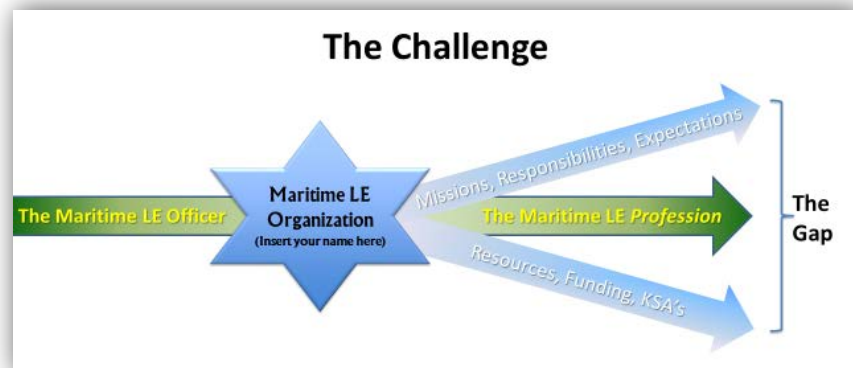 The Challenge
Missions, Responsibilities, Expectations
The Maritime LE Officer
Maritime LE
Organization
(Insert your name here)
The Maritime LE Profession
The
Gap
Resources, Funding, KSA's